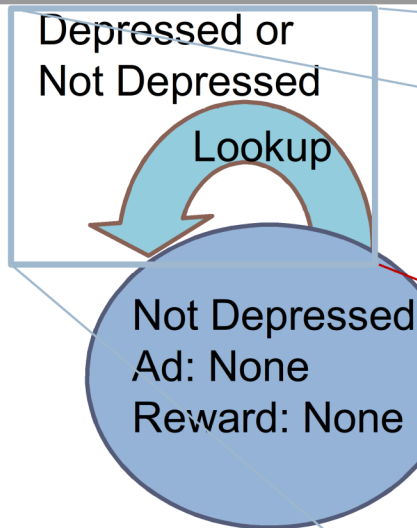 Depressed or
Not Depressed
Lookup
Not Depressed
Ad: None
Reward: None